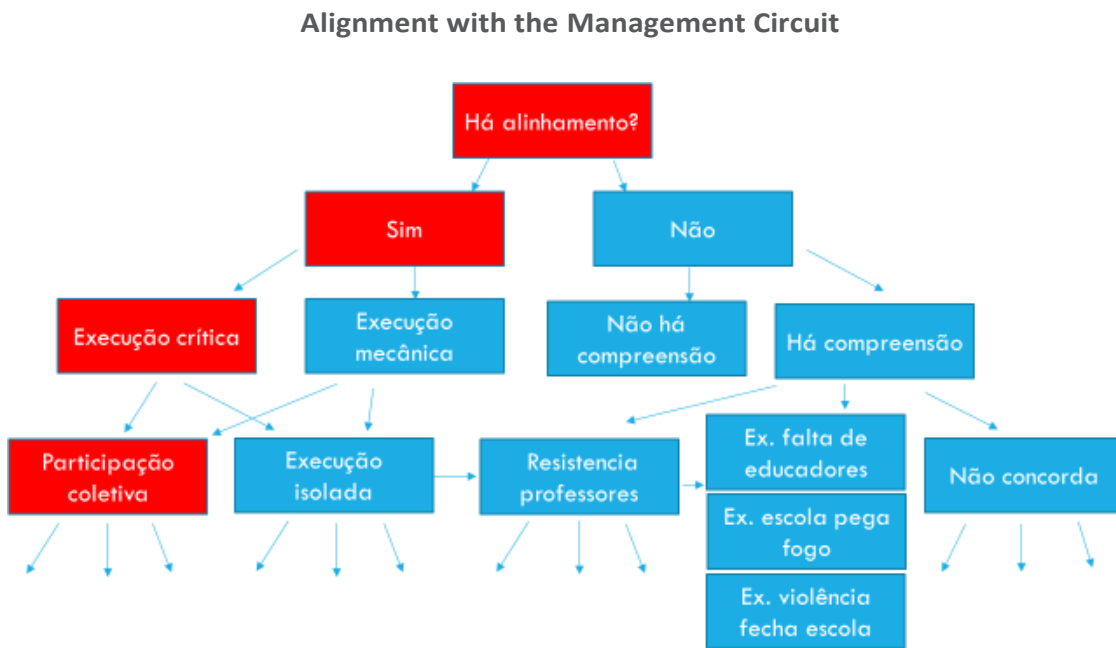 Alignment with the Management Circuit
Há alinhamento?
Sim
Não
Execução crítica
Execução
mecânica
Não há
compreensão
Há compreensão
Participação
coletiva
Execução
isolada
Resistencia
professores
Ex. falta de
educadores
Não concorda
Ex. escola pega
fogo
Ex. violência
fecha escola